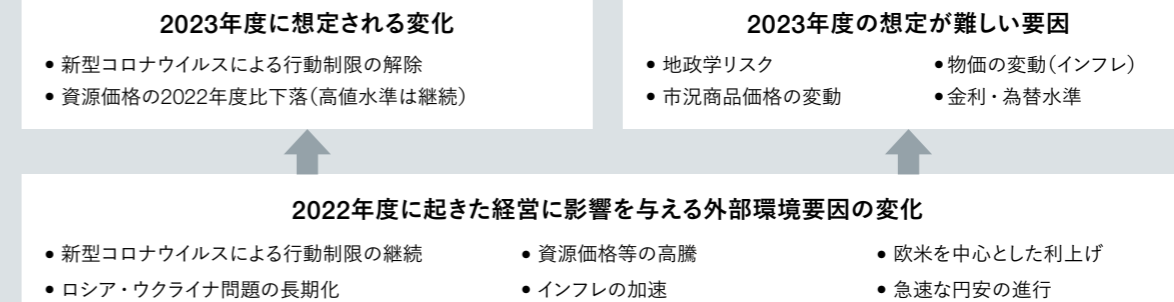 2023年度に想定される変化
• 新型コロナウイルスによる行動制限の解除
• 資源価格の2022年度比下落(高値水準は継続)
2023年度の想定が難しい要因
• 地政学リスク
• 物価の変動(インフレ)
• 市況商品価格の変動
• 金利・為替水準
2022年度に起きた経営に影響を与える外部環境要因の変化
• 新型コロナウイルスによる行動制限の継続
• 資源価格等の高騰
• 欧米を中心とした利上げ
• ロシア・ウクライナ問題の長期化
• インフレの加速
• 急速な円安の進行